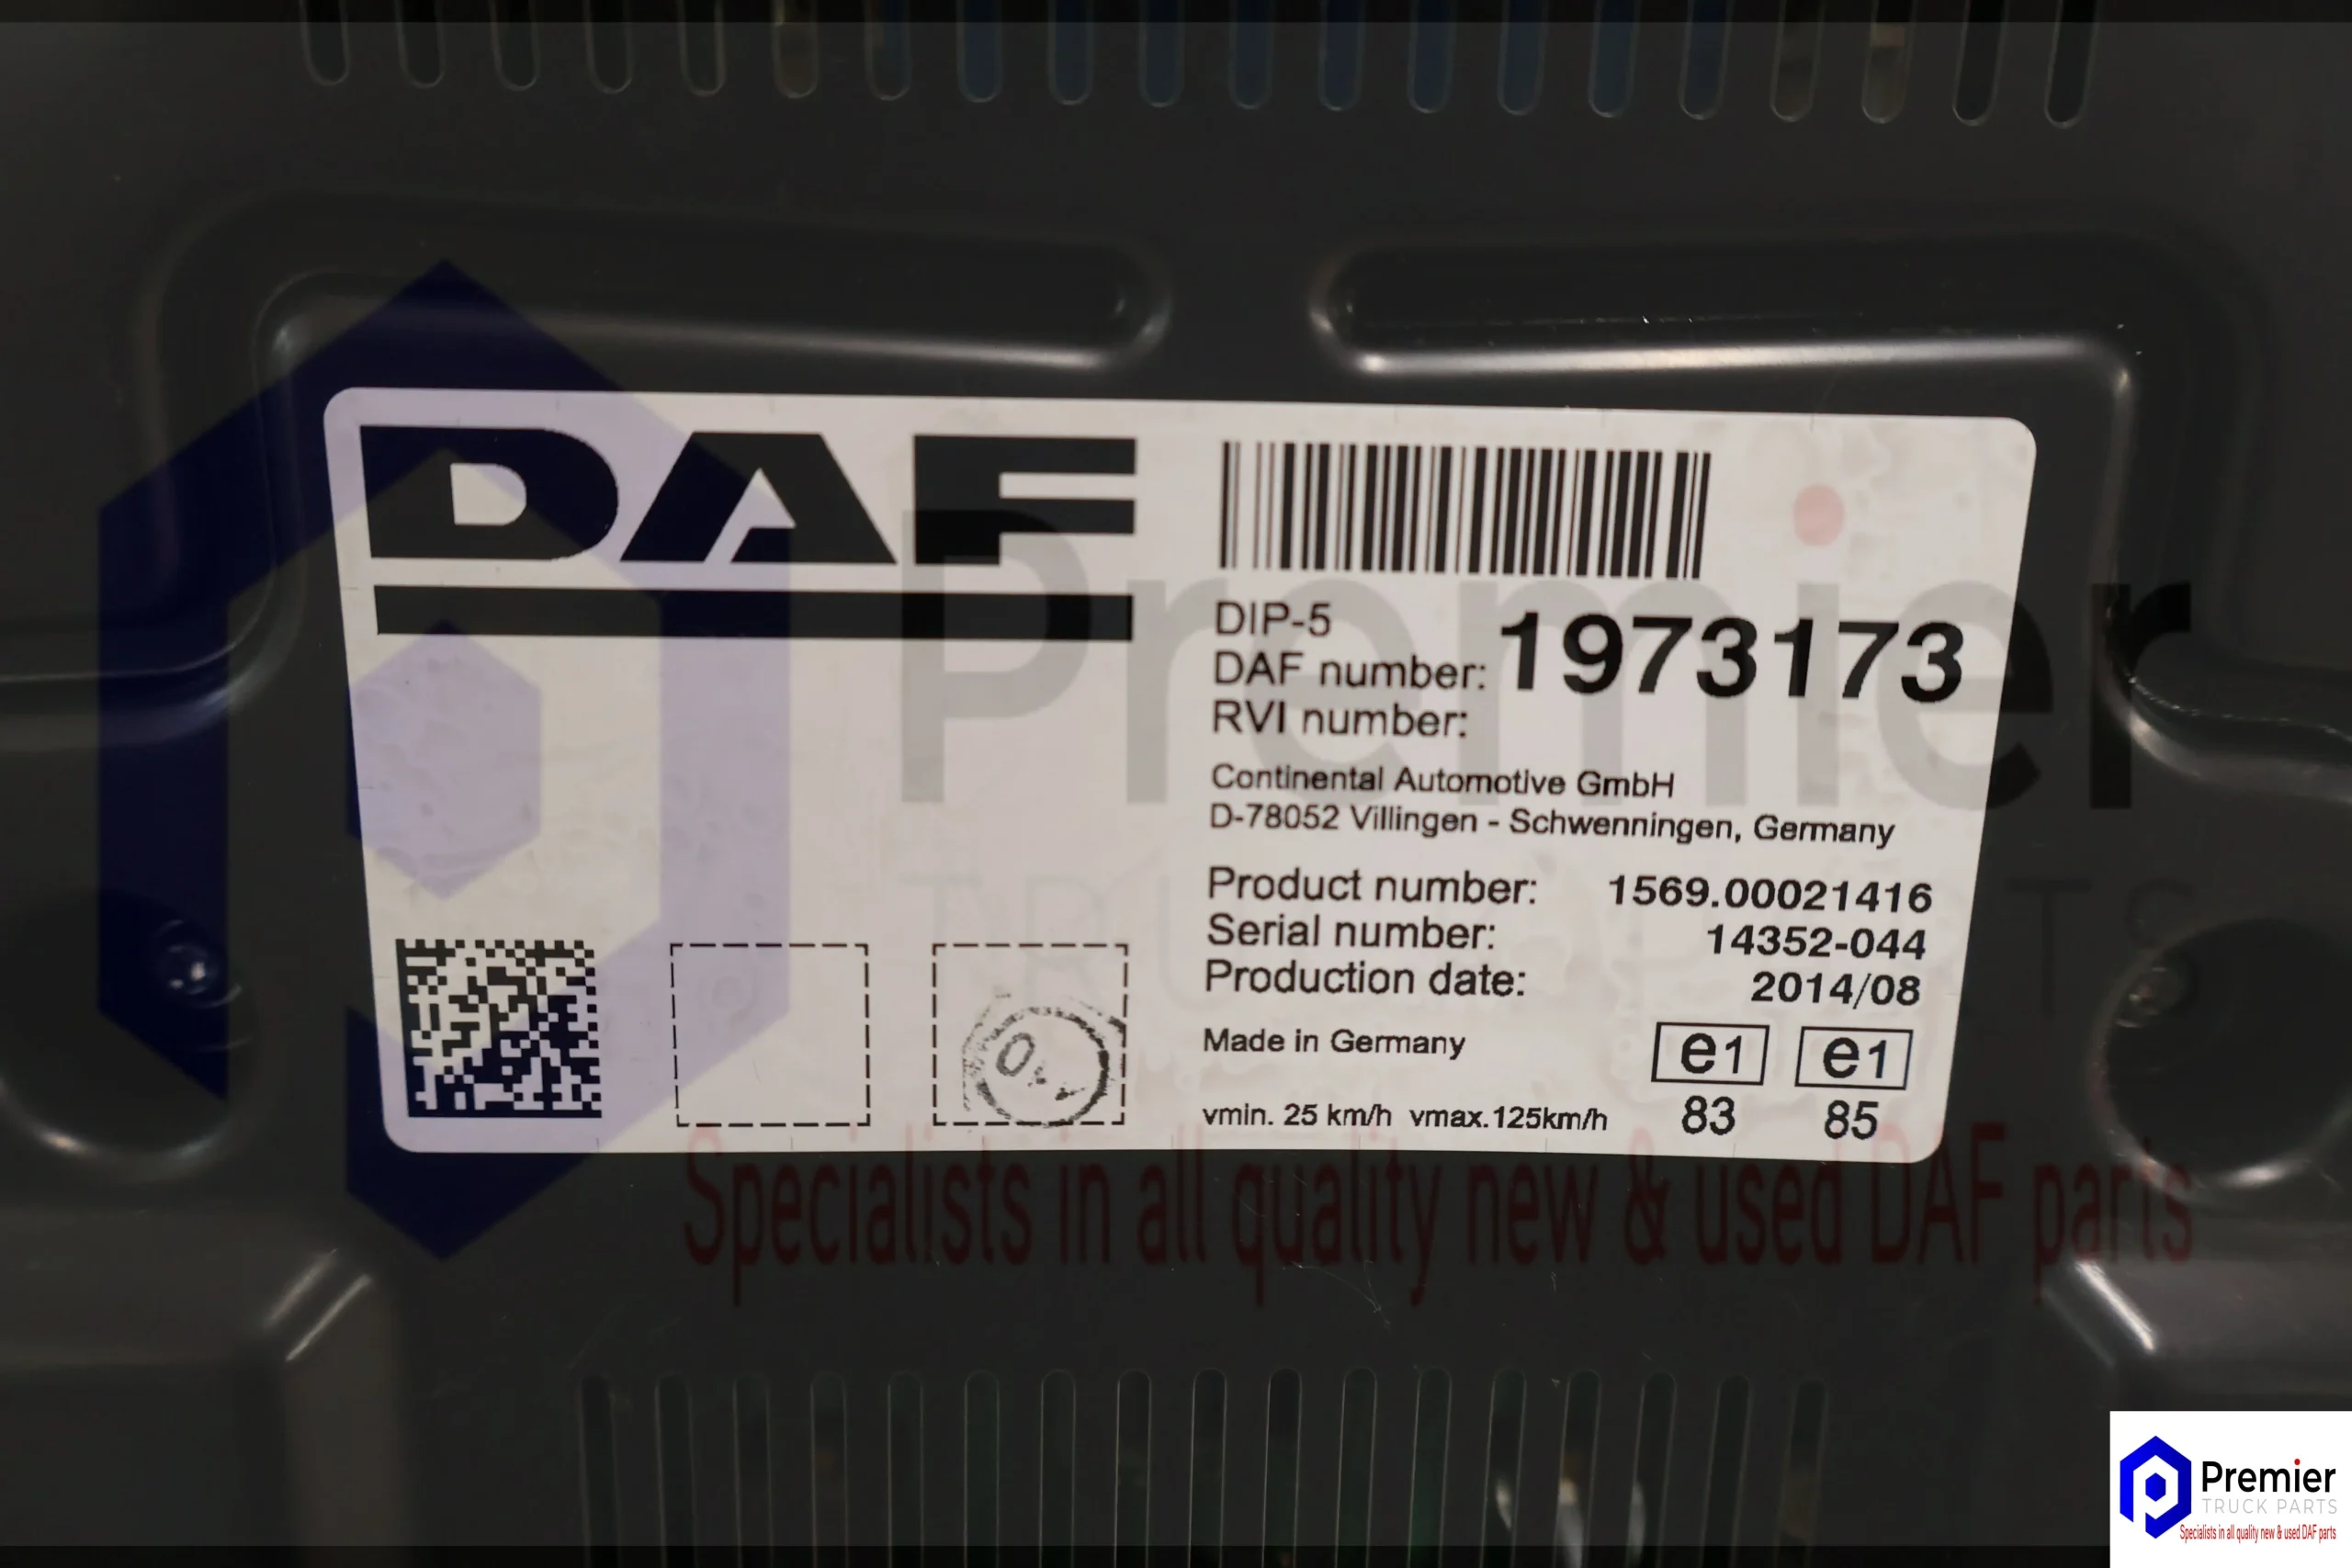 DAF
DIP-5
DAF number: 1973173
RVI number:
Continental Automotive GmbH
D-78052 Villingen - Schwenningen, Germany
Product number: 1569.00021416
Serial number: 14352-044
Production date: 2014/08
Made in Germany
e1 e1
83 85
vmin. 25 km/h vmax.125km/h
Premier
TRUCK PARTS
Specialists in all quality new & used DAF parts
Premier
TRUCK PARTS
Specialists in all quality new & used DAF parts